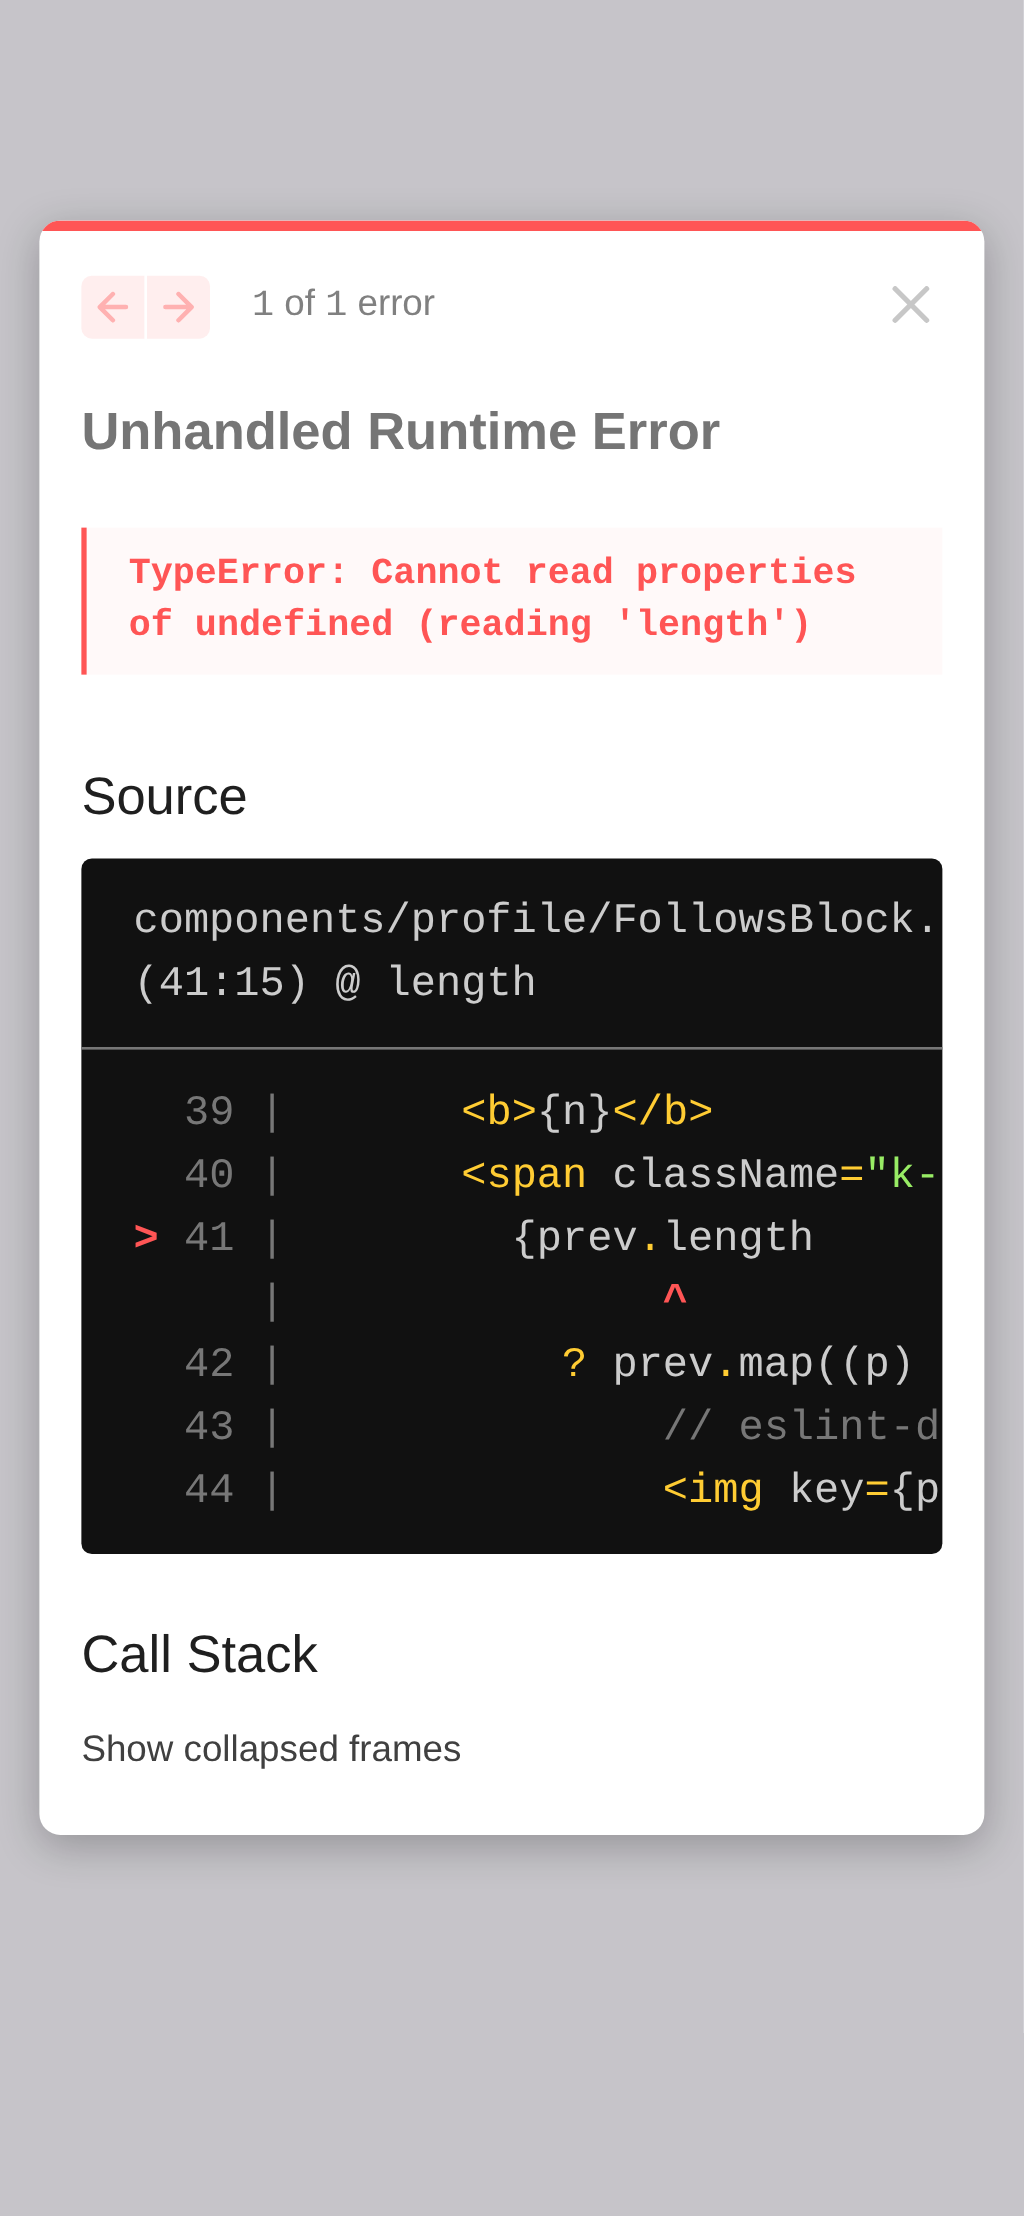 1 of 1 error
Unhandled Runtime Error
TypeError: Cannot read properties
of undefined (reading 'length')
Source
components/profile/FollowsBlock.
(41:15) @ length
39 | <b>{n}</b>
40 | <span className="k-
> 41 | {prev.length
| ^
42 | ? prev.map((p)
43 | // eslint-d
44 | <img key={p
Call Stack
Show collapsed frames